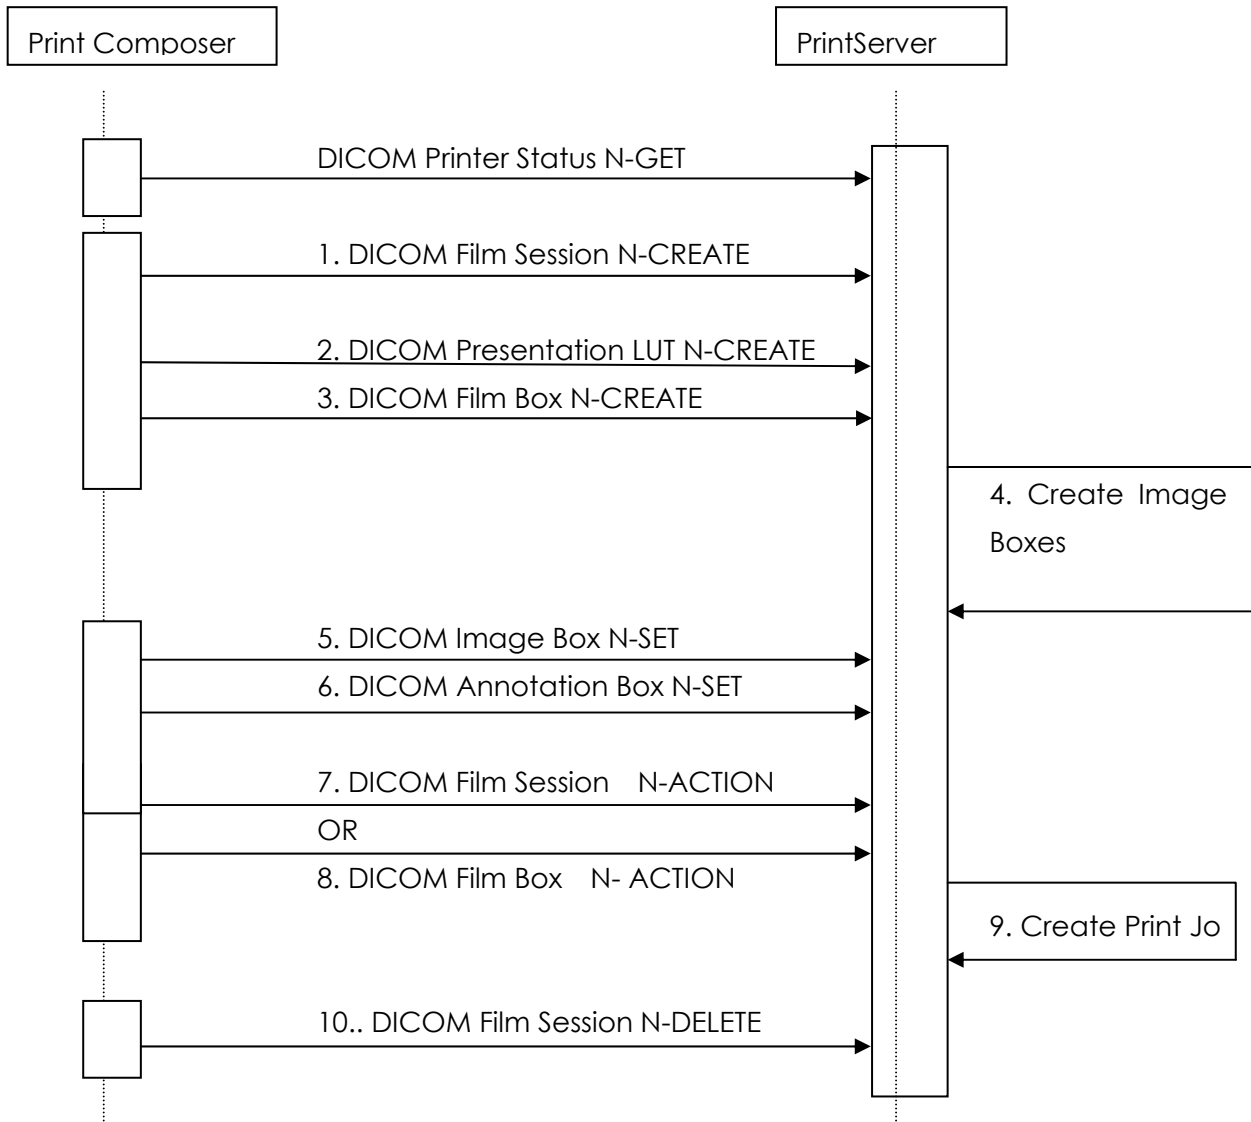 Print Composer
PrintServer
DICOM Printer Status N-GET
1. DICOM Film Session N-CREATE
2. DICOM Presentation LUT N-CREATE
3. DICOM Film Box N-CREATE
4. Create Image
Boxes
5. DICOM Image Box N-SET
6. DICOM Annotation Box N-SET
7. DICOM Film Session N-ACTION
OR
8. DICOM Film Box N- ACTION
9. Create Print Jo
10.. DICOM Film Session N-DELETE